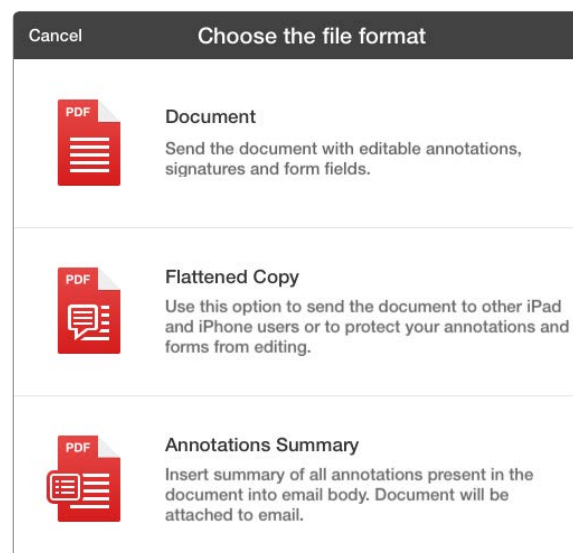 Cancel
Choose the file format
PDF
Document
Send the document with editable annotations,
signatures and form fields.
PDF
Flattened Copy
Use this option to send the document to other iPad
and iPhone users or to protect your annotations and
forms from editing.
PDF
Annotations Summary
Insert summary of all annotations present in the
document into email body. Document will be
attached to email.